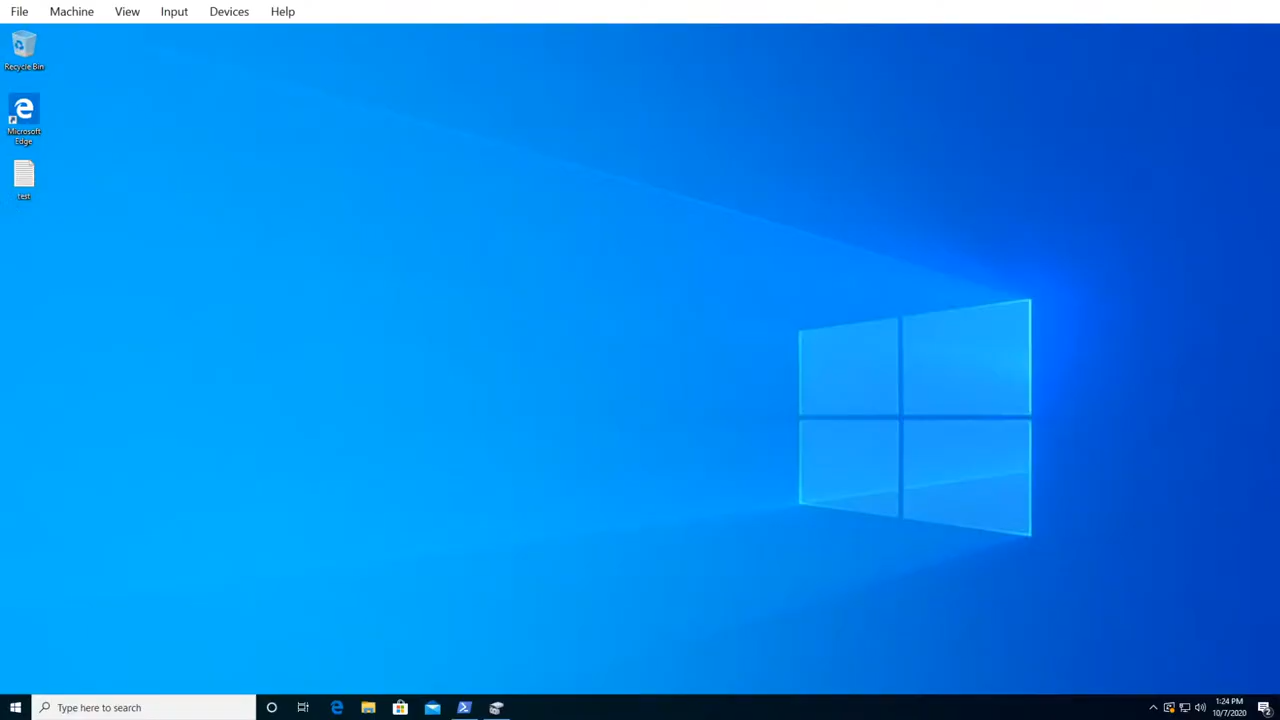 File Machine View Input Devices Help
Recycle Bin
Microsoft
Edge
test
Type here to search
1:24 PM
10/7/2020
2